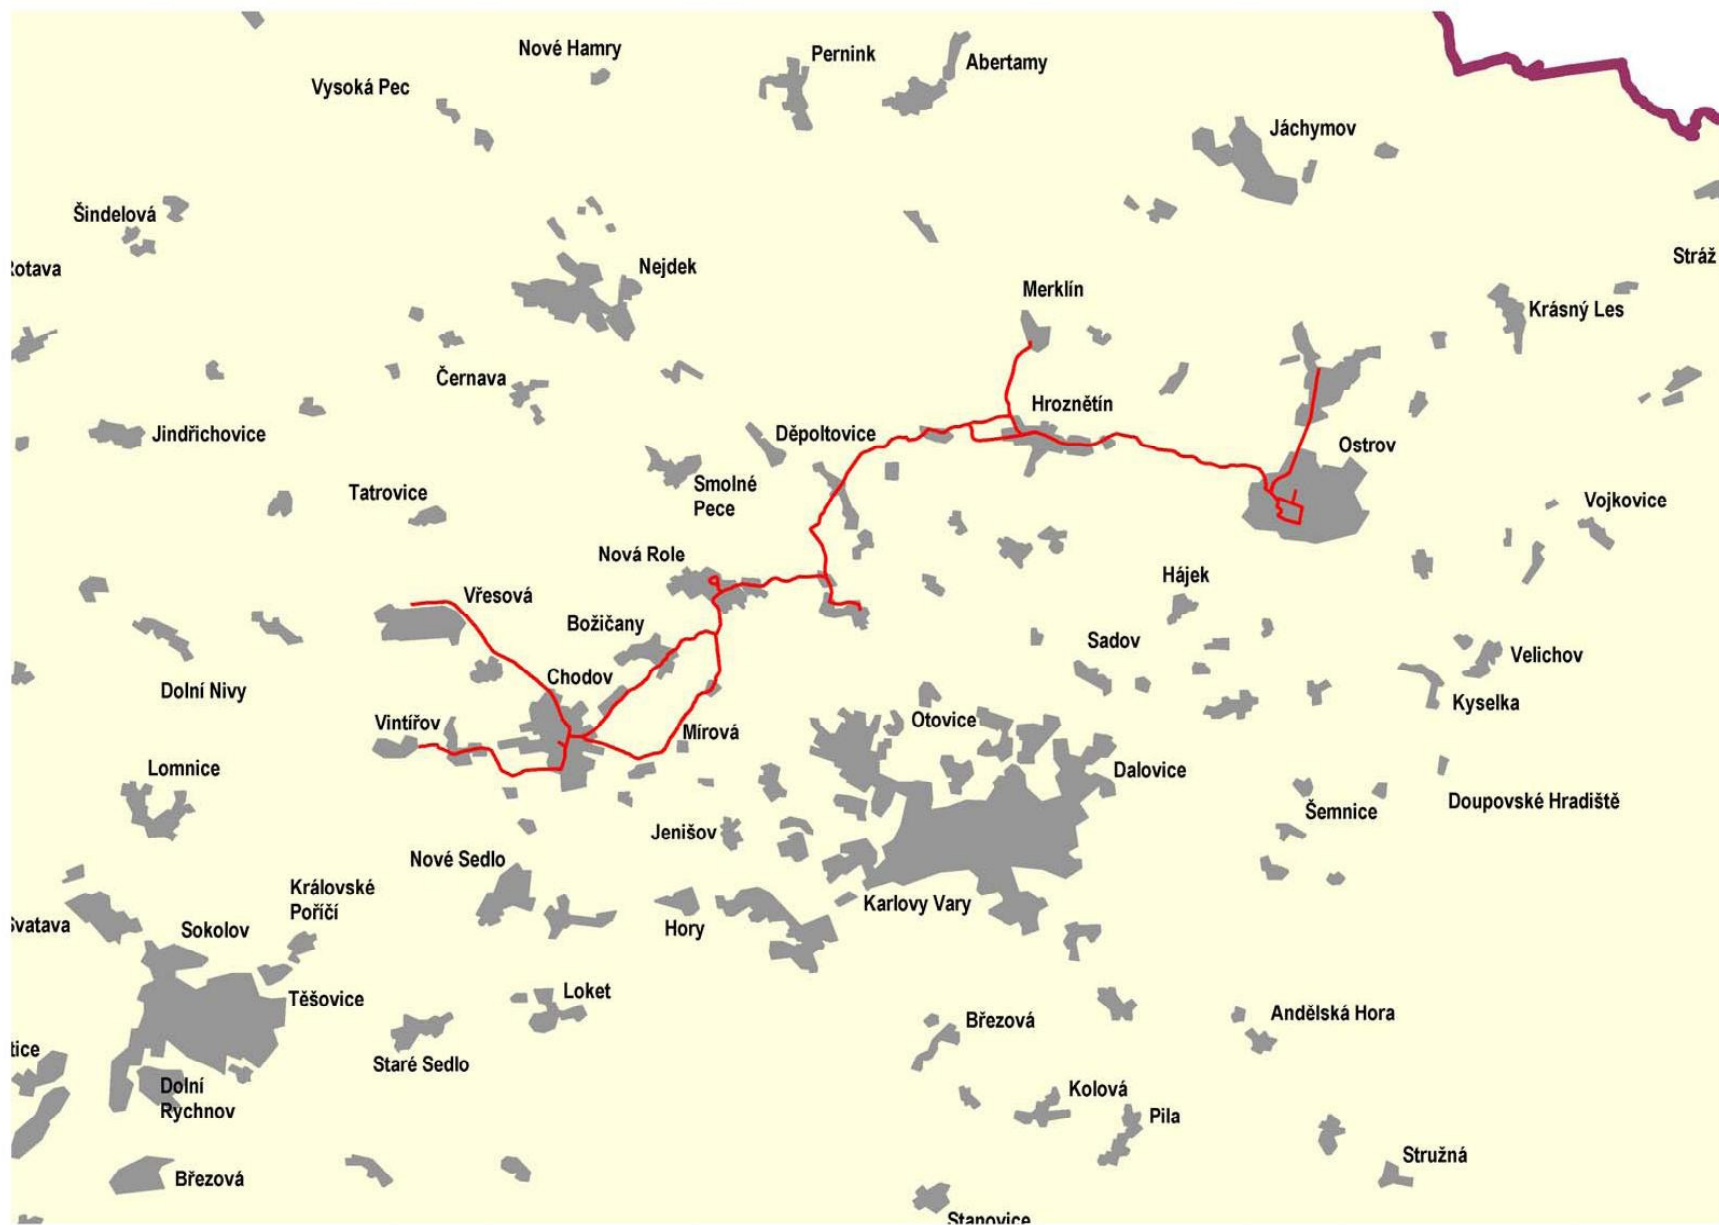 Nové Hamry
Pernink
Abertamy
Vysoká Pec
Jáchymov
Šindelová
Rotava
Nejdek
Stráž
Merklín
Krásný Les
Černava
Hroznětín
Jindřichovice
Děpoltovice
Ostrov
Smolné
Pece
Tatrovice
Vojkovice
Nová Role
Hájek
Vřesová
Božičany
Sadov
Velichov
Chodov
Dolní Nivy
Kyselka
Vintířov
Otovice
Mírová
Lomnice
Dalovice
Doupovské Hradiště
Šemnice
Jenišov
Nové Sedlo
Královské
Poříčí
Karlovy Vary
Svatava
Sokolov
Hory
Loket
Těšovice
Andělská Hora
Březová
tice
Staré Sedlo
Dolní
Rychnov
Kolová
Pila
Stružná
Březová
Stanovice